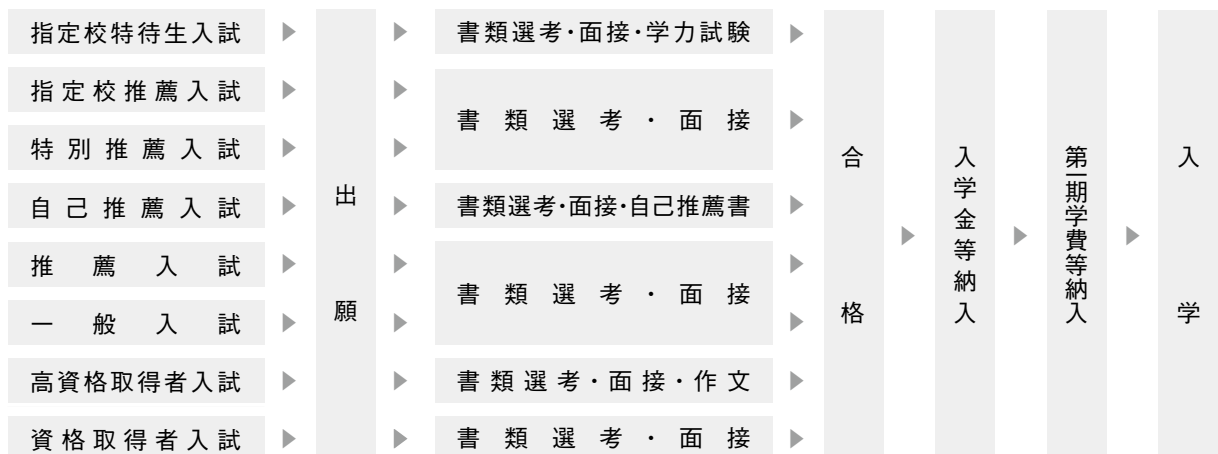 指定校特待生入試
指定校推薦入試
特別推薦入試
自己推薦入試
推薦入試
一般入試
高資格取得者入試
資格取得者入試
出願
書類選考・面接・学力試験
書類選考・面接
書類選考・面接・自己推薦書
書類選考・面接
書類選考・面接・作文
書類選考・面接
合格
入学金等納入
第一期学費等納入
入学